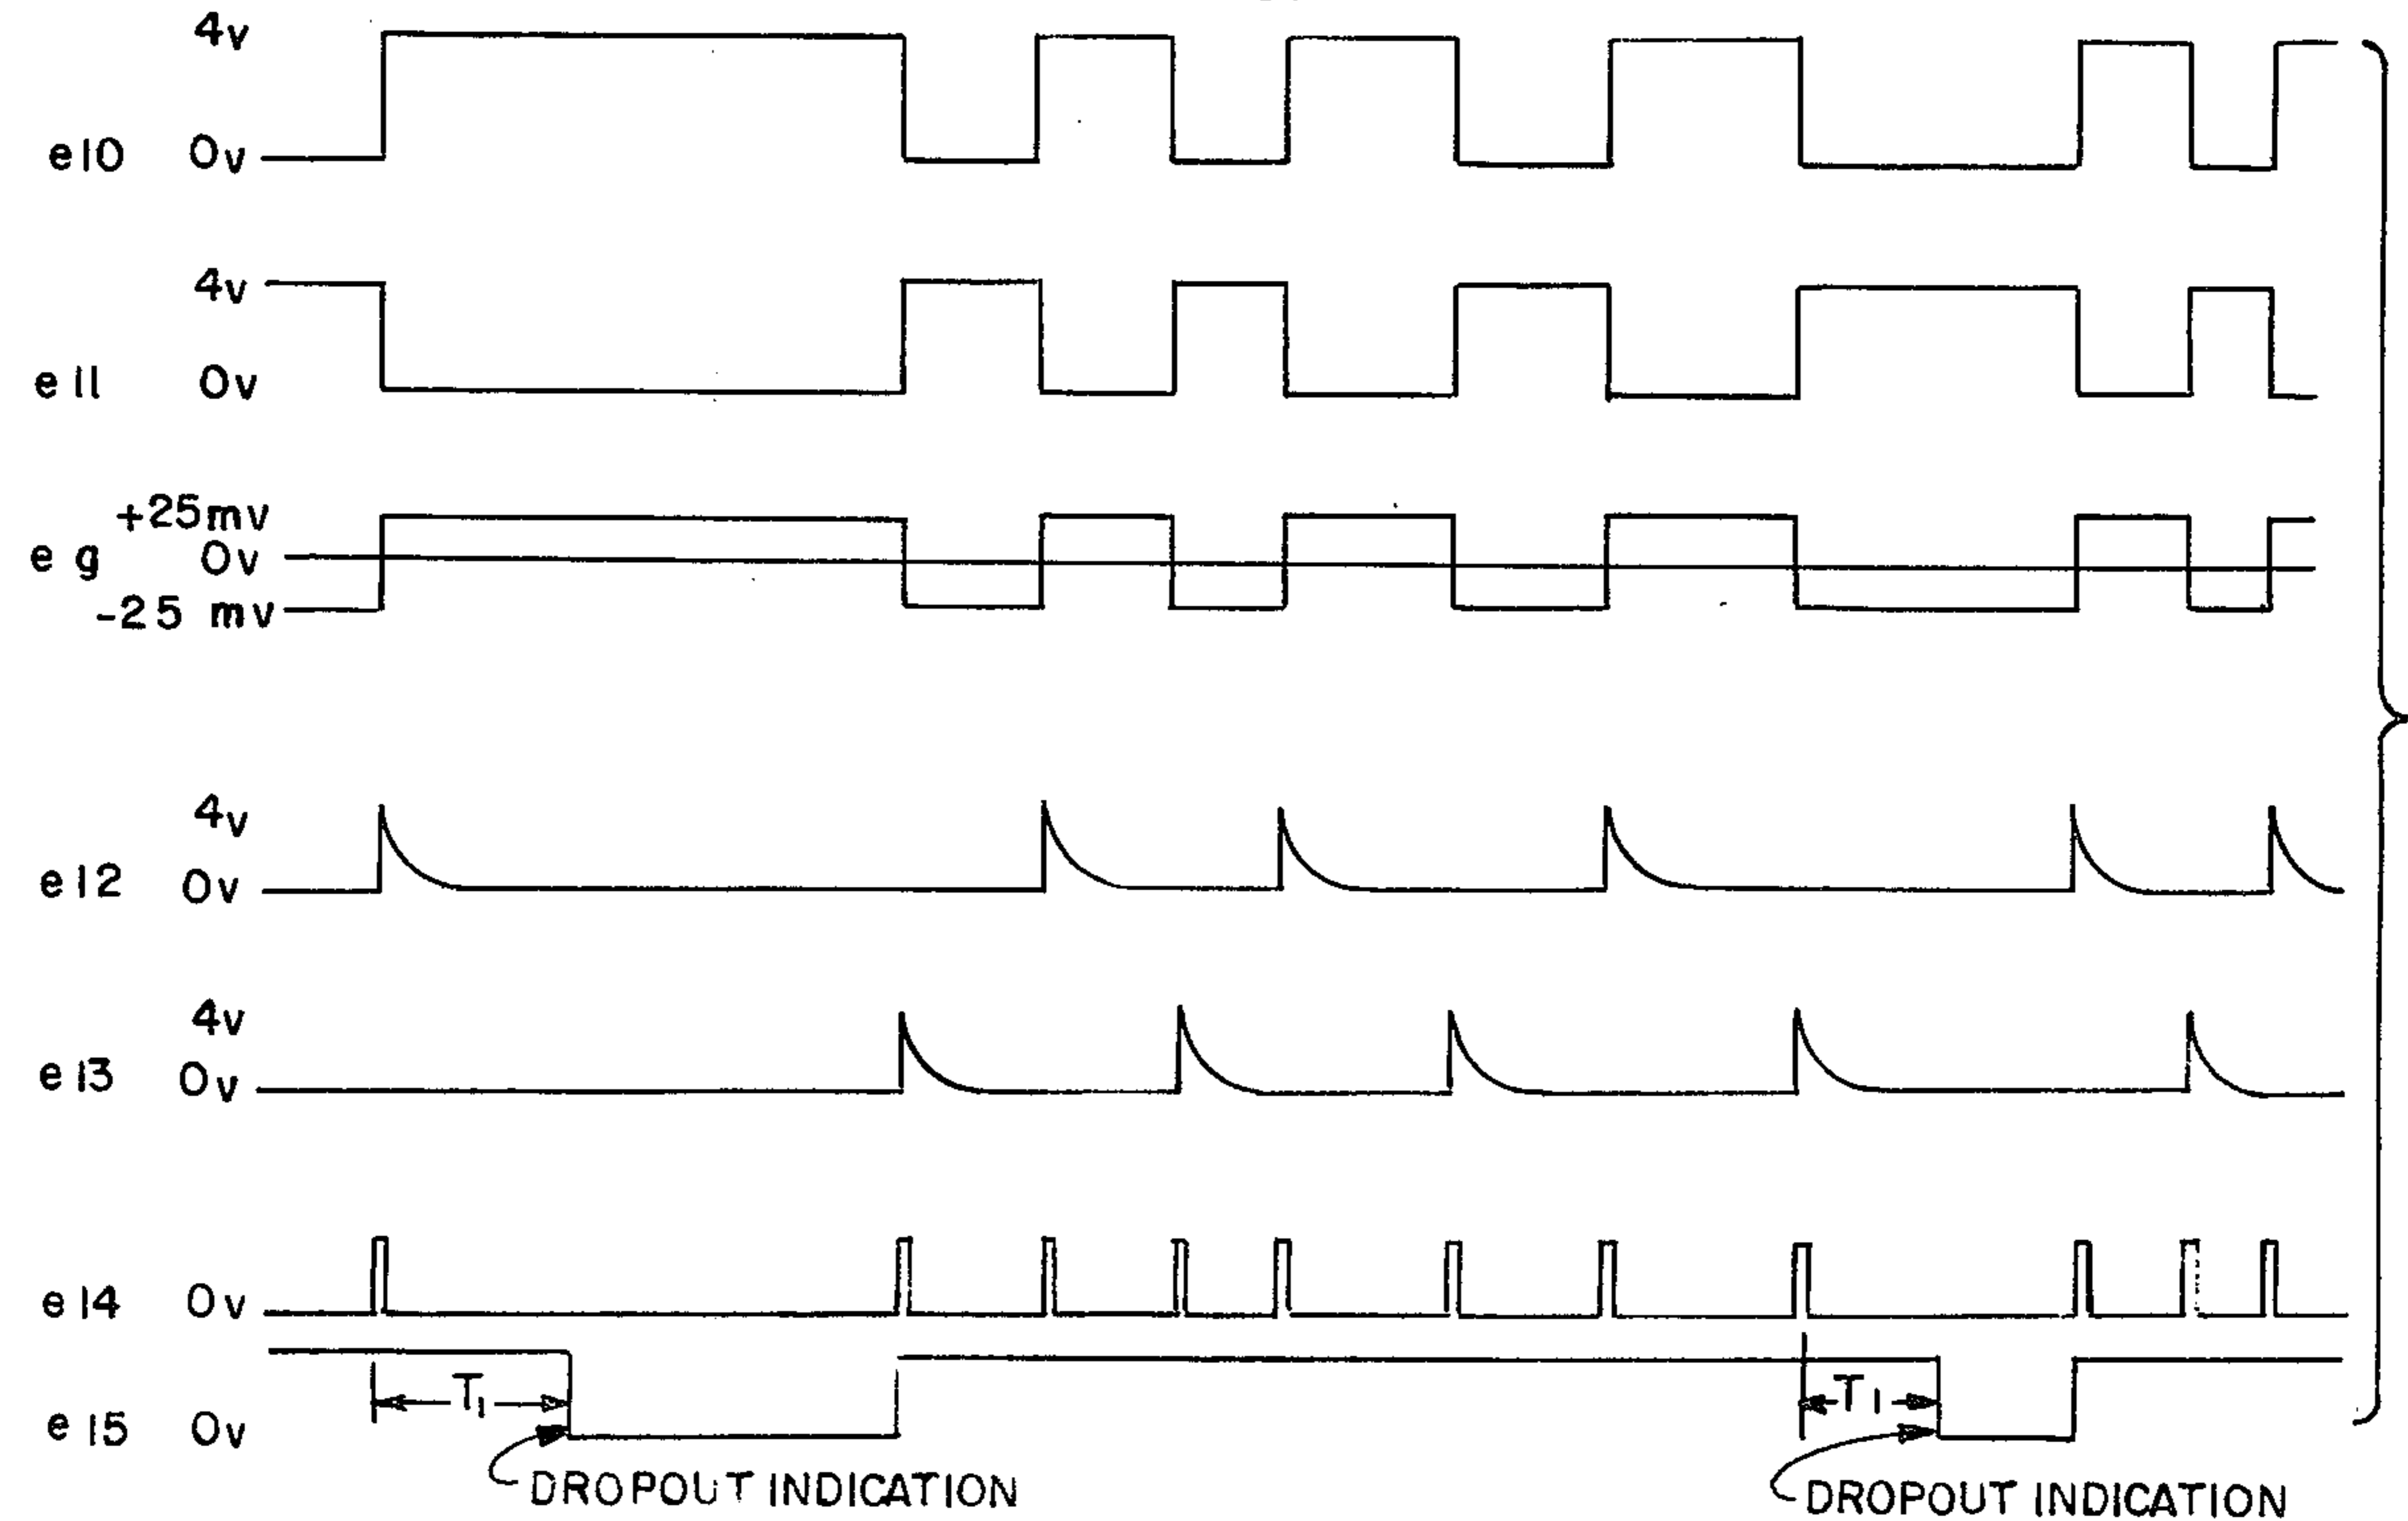 4v
e10 0v
4v
e11 0v
+25mv
eg 0v
-25 mv
4v
e12 0v
4v
e13 0v
e14 0v
T1 T1
e15 0v
DROPOUT INDICATION
DROPOUT INDICATION